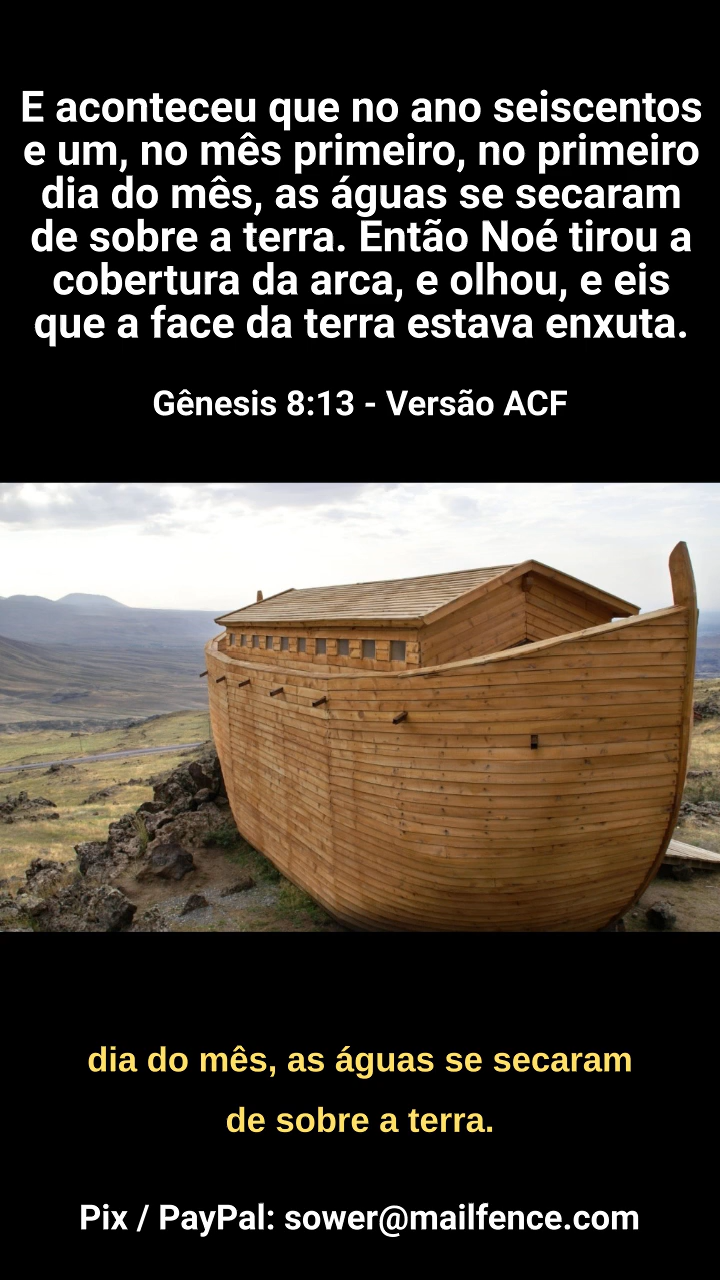 E aconteceu que no ano seiscentos
e um, no mês primeiro, no primeiro
dia do mês, as águas se secaram
de sobre a terra. Então Noé tirou a
cobertura da arca, e olhou, e eis
que a face da terra estava enxuta.
Gênesis 8:13 - Versão ACF
dia do mês, as águas se secaram
de sobre a terra.
Pix / PayPal: sower@mailfence.com